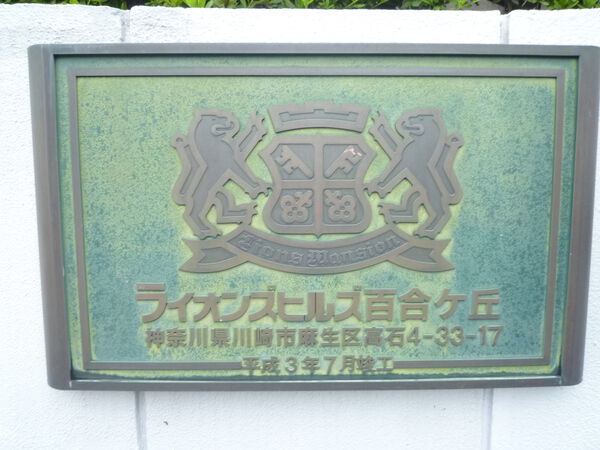 Lions Mansion
ライオンズヒルズ百合ケ丘
神奈川県川崎市麻生区高石4-33-17
平成3年7月竣工